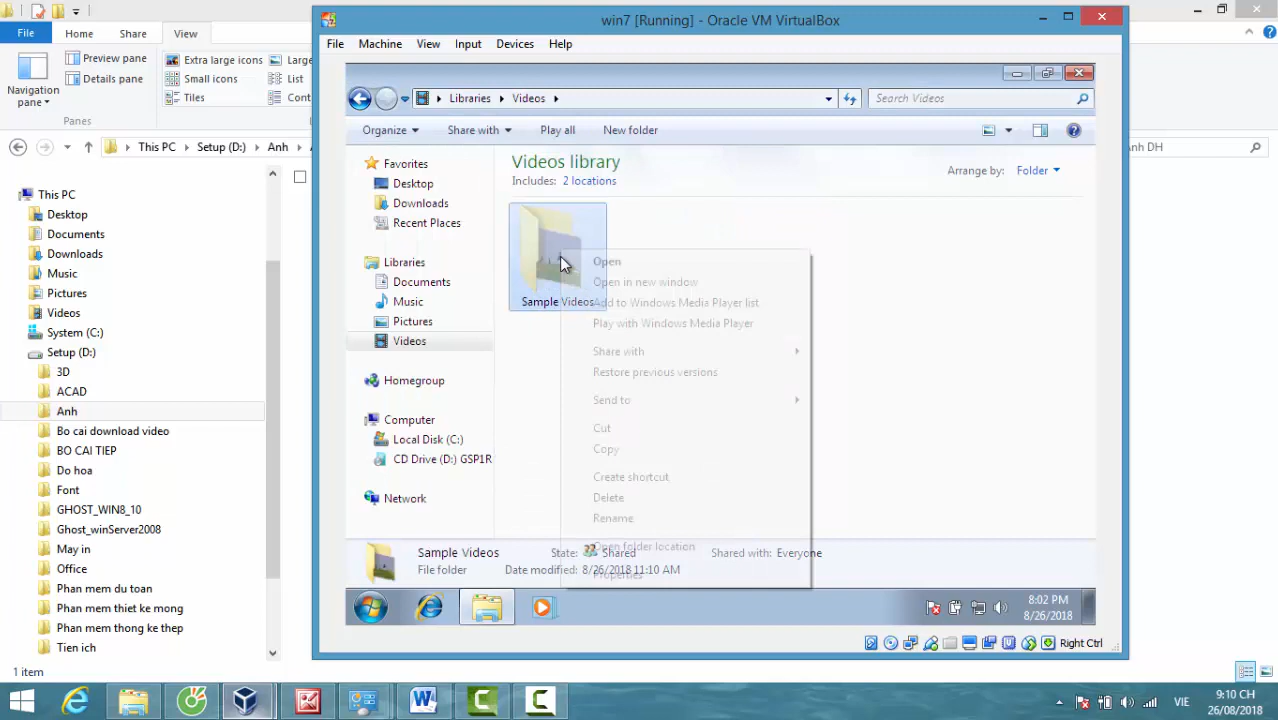 File Home Share View
Preview pane
Details pane
Navigation pane
Panes
Extra large icons Large
Small icons List
Tiles Cont
This PC Setup (D:) Anh
nh DH
This PC
Desktop
Documents
Downloads
Music
Pictures
Videos
System (C:)
Setup (D:)
3D
ACAD
Anh
Bo cai download video
BO CAI TIEP
Do hoa
Font
GHOST_WIN8_10
Ghost_winServer2008
May in
Office
Phan mem du toan
Phan mem thiet ke mong
Phan mem thong ke thep
Tien ich
1 item
win7 [Running] - Oracle VM VirtualBox
File Machine View Input Devices Help
Libraries Videos
Search Videos
Organize Share with Play all New folder
Favorites
Desktop
Downloads
Recent Places
Libraries
Documents
Music
Pictures
Videos
Homegroup
Computer
Local Disk (C:)
CD Drive (D:) GSP1R
Network
Videos library
Includes: 2 locations
Arrange by: Folder
Sample Videos
Open
Open in new window
Add to Windows Media Player list
Play with Windows Media Player
Share with
Restore previous versions
Send to
Cut
Copy
Create shortcut
Delete
Rename
Open folder location
Properties
Sample Videos State: Shared Shared with: Everyone
File folder Date modified: 8/26/2018 11:10 AM
8:02 PM
8/26/2018
Right Ctrl
VIE
9:10 CH
26/08/2018